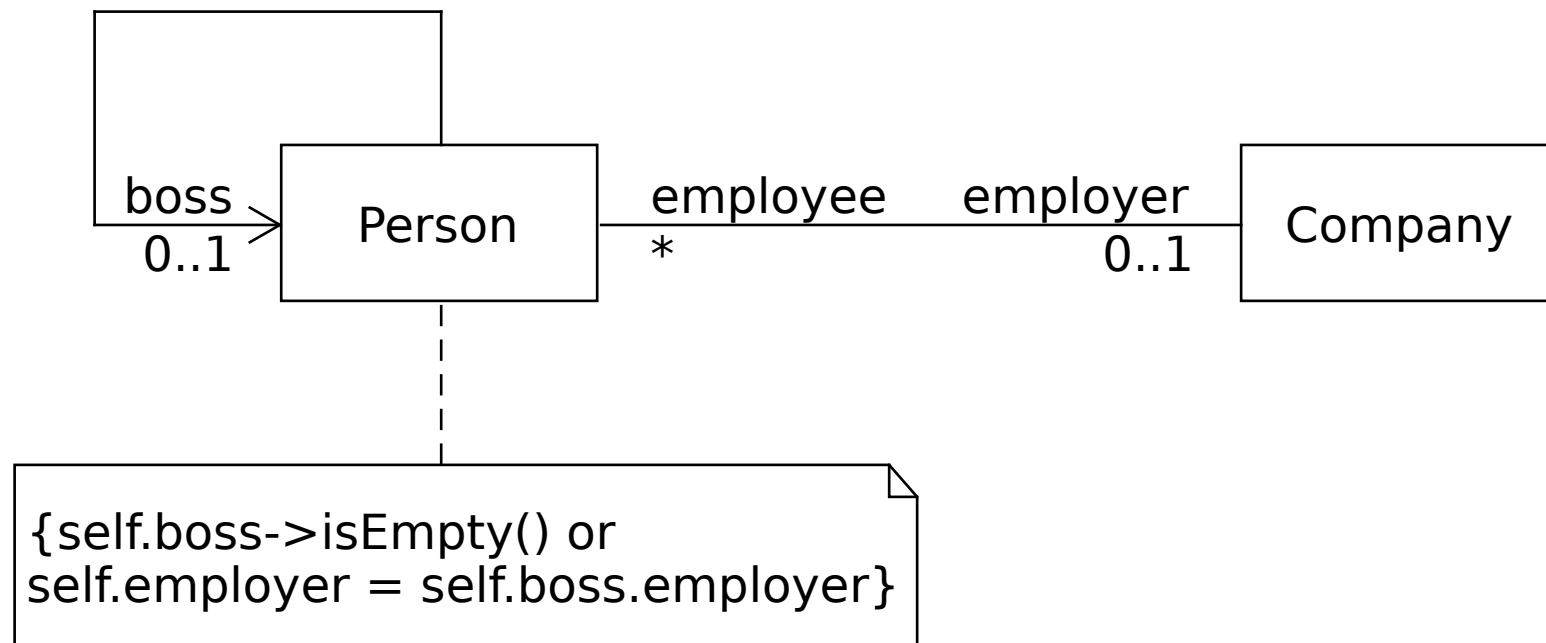 boss
0..1
Person
employee
*
employer
0..1
Company
{self.boss->isEmpty() or
self.employer = self.boss.employer}